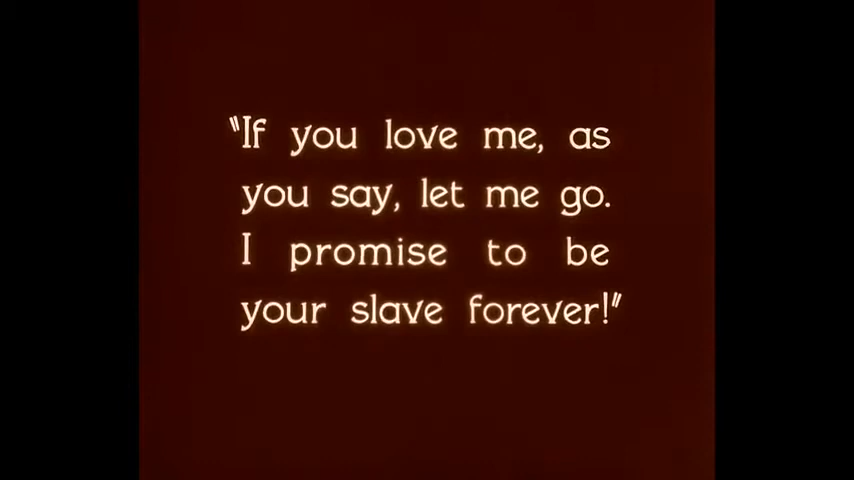 "If you love me, as
you say, let me go.
I promise to be
your slave forever!"